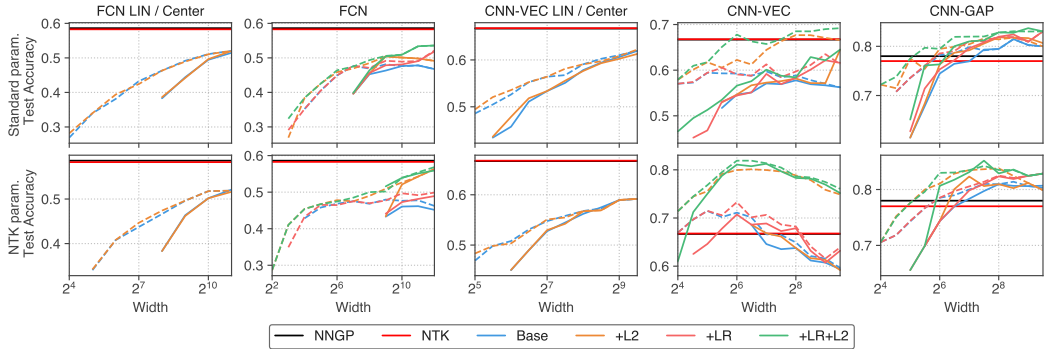 FCN LIN / Center FCN CNN-VEC LIN / Center CNN-VEC CNN-GAP
Standard param.
Test Accuracy
0.6 0.5 0.4 0.3
0.6 0.5 0.4 0.3
0.6 0.5
0.7 0.6 0.5
0.8 0.7
NTK param.
Test Accuracy
0.5 0.4
0.6 0.5 0.4 0.3
0.6 0.5
0.8 0.7 0.6
0.8 0.7
2^4 2^7 2^10 2^2 2^6 2^10 2^5 2^7 2^9 2^4 2^6 2^8 2^4 2^6 2^8
Width Width Width Width Width
NNGP NTK Base +L2 +LR +LR+L2